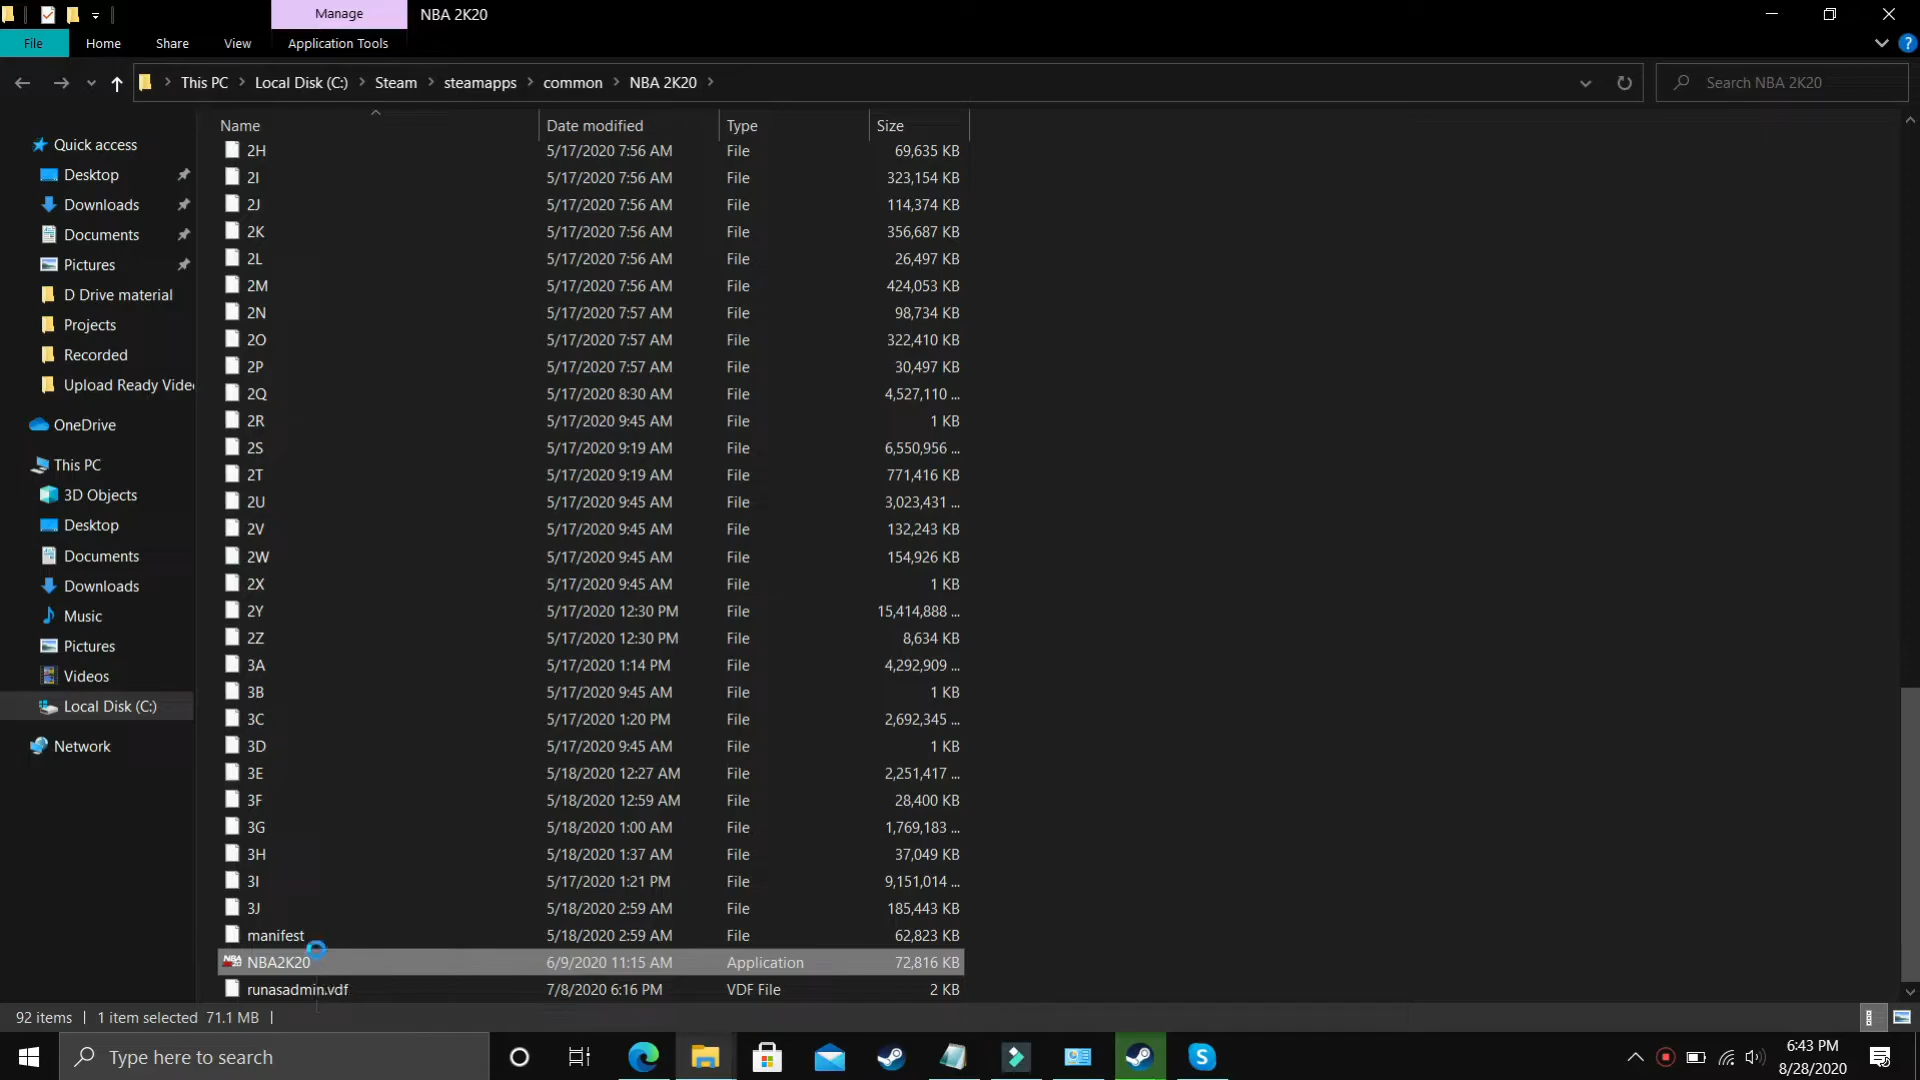 Manage NBA 2K20
File Home Share View Application Tools
This PC Local Disk (C:) Steam steamapps common NBA 2K20 Search NBA 2K20
Name Date modified Type Size
Quick access
Desktop
Downloads
Documents
Pictures
D Drive material
Projects
Recorded
Upload Ready Vide
OneDrive
This PC
3D Objects
Desktop
Documents
Downloads
Music
Pictures
Videos
Local Disk (C:)
Network
2H 5/17/2020 7:56 AM File 69,635 KB
2I 5/17/2020 7:56 AM File 323,154 KB
2J 5/17/2020 7:56 AM File 114,374 KB
2K 5/17/2020 7:56 AM File 356,687 KB
2L 5/17/2020 7:56 AM File 26,497 KB
2M 5/17/2020 7:56 AM File 424,053 KB
2N 5/17/2020 7:57 AM File 98,734 KB
2O 5/17/2020 7:57 AM File 322,410 KB
2P 5/17/2020 7:57 AM File 30,497 KB
2Q 5/17/2020 8:30 AM File 4,527,110 ...
2R 5/17/2020 9:45 AM File 1 KB
2S 5/17/2020 9:19 AM File 6,550,956 ...
2T 5/17/2020 9:19 AM File 771,416 KB
2U 5/17/2020 9:45 AM File 3,023,431 ...
2V 5/17/2020 9:45 AM File 132,243 KB
2W 5/17/2020 9:45 AM File 154,926 KB
2X 5/17/2020 9:45 AM File 1 KB
2Y 5/17/2020 12:30 PM File 15,414,888 ...
2Z 5/17/2020 12:30 PM File 8,634 KB
3A 5/17/2020 1:14 PM File 4,292,909 ...
3B 5/17/2020 9:45 AM File 1 KB
3C 5/17/2020 1:20 PM File 2,692,345 ...
3D 5/17/2020 9:45 AM File 1 KB
3E 5/18/2020 12:27 AM File 2,251,417 ...
3F 5/18/2020 12:59 AM File 28,400 KB
3G 5/18/2020 1:00 AM File 1,769,183 ...
3H 5/18/2020 1:37 AM File 37,049 KB
3I 5/17/2020 1:21 PM File 9,151,014 ...
3J 5/18/2020 2:59 AM File 185,443 KB
manifest 5/18/2020 2:59 AM File 62,823 KB
NBA2K20 6/9/2020 11:15 AM Application 72,816 KB
runasadmin.vdf 7/8/2020 6:16 PM VDF File 2 KB
92 items 1 item selected 71.1 MB
Type here to search
6:43 PM
8/28/2020